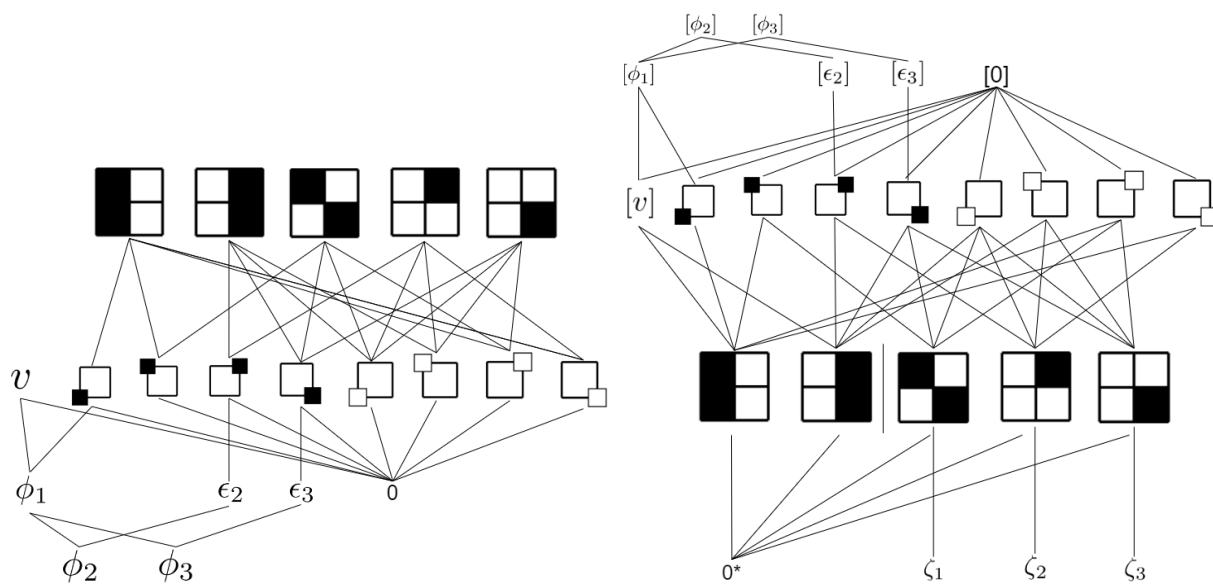 [ϕ₂] [ϕ₃]
[ϕ₁] [ϵ₂] [ϵ₃] [0]
[v]
v
ϕ₁ ϵ₂ ϵ₃ 0
ϕ₂ ϕ₃
0* ζ₁ ζ₂ ζ₃